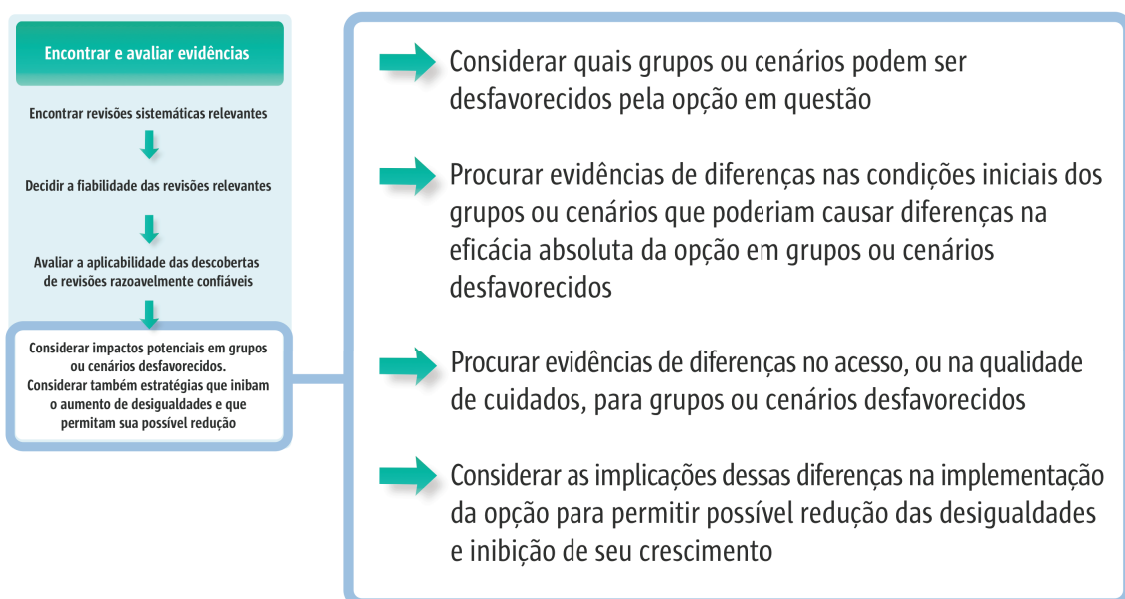 Encontrar e avaliar evidências
Encontrar revisões sistemáticas relevantes
Decidir a fiabilidade das revisões relevantes
Avaliar a aplicabilidade das descobertas
de revisões razoavelmente confiáveis
Considerar impactos potenciais em grupos
ou cenários desfavorecidos.
Considerar também estratégias que inibam
o aumento de desigualdades e que
permitam sua possível redução
Considerar quais grupos ou cenários podem ser
desfavorecidos pela opção em questão
Procurar evidências de diferenças nas condições iniciais dos
grupos ou cenários que poderiam causar diferenças na
eficácia absoluta da opção em grupos ou cenários
desfavorecidos
Procurar evidências de diferenças no acesso, ou na qualidade
de cuidados, para grupos ou cenários desfavorecidos
Considerar as implicações dessas diferenças na implementação
da opção para permitir possível redução das desigualdades
e inibição de seu crescimento